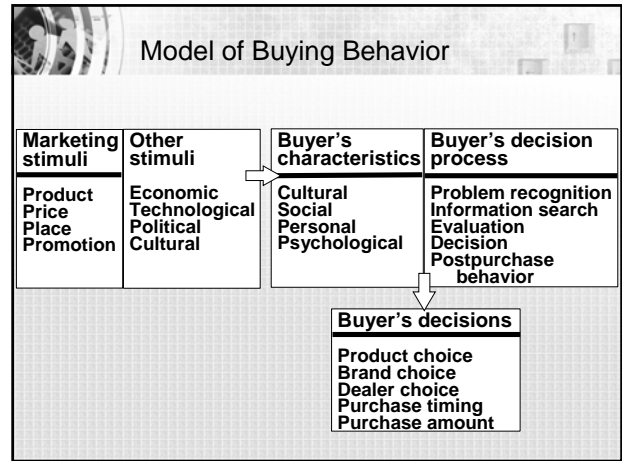 Model of Buying Behavior
Marketing
stimuli
Product
Price
Place
Promotion
Other
stimuli
Economic
Technological
Political
Cultural
Buyer's
characteristics
Cultural
Social
Personal
Psychological
Buyer's decision
process
Problem recognition
Information search
Evaluation
Decision
Postpurchase
behavior
Buyer's decisions
Product choice
Brand choice
Dealer choice
Purchase timing
Purchase amount